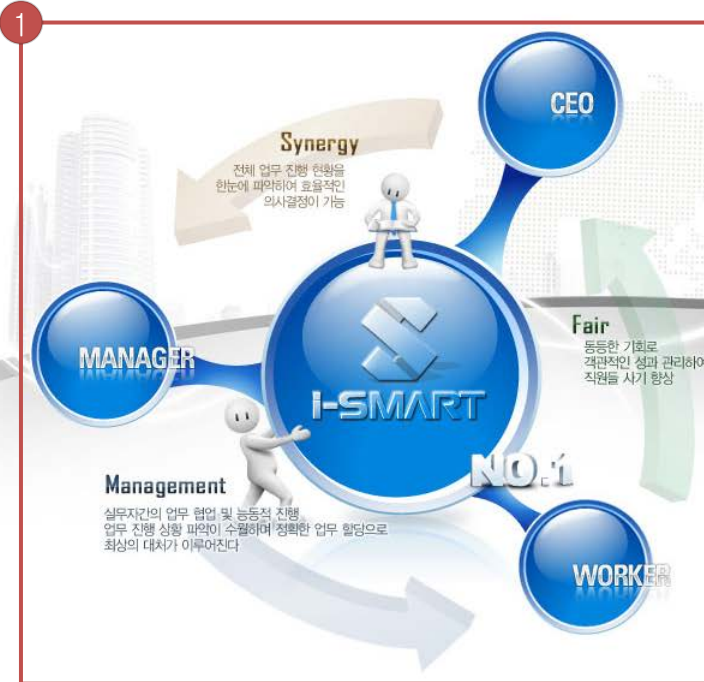 1
CEO
Synergy
전체 업무 진행 현황을
한눈에 파악하여 효율적인
의사결정이 가능
Fair
동등한 기회로
객관적인 성과 관리하여
직원들 사기 향상
MANAGER
i-SMART
NO.1
Management
실무자간의 업무 협업 및 능동적 진행
업무 진행 상황 파악이 수월하며 정확한 업무 할당으로
최상의 대처가 이루어진다
WORKER